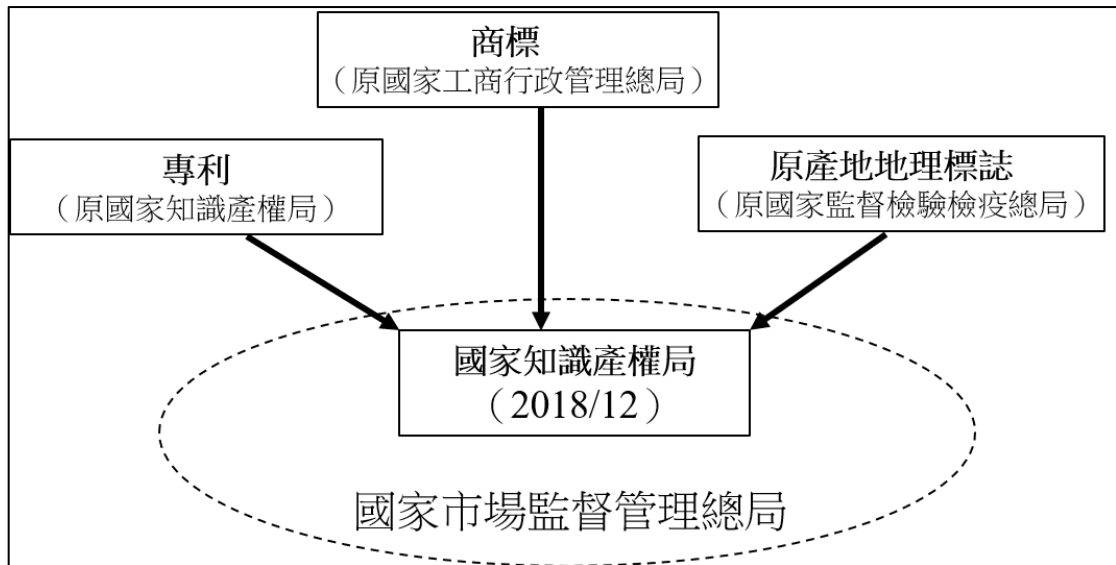 商標
（原國家工商行政管理總局）
專利
（原國家知識產權局）
原產地地理標誌
（原國家監督檢驗檢疫總局）
國家知識產權局
（2018/12）
國家市場監督管理總局